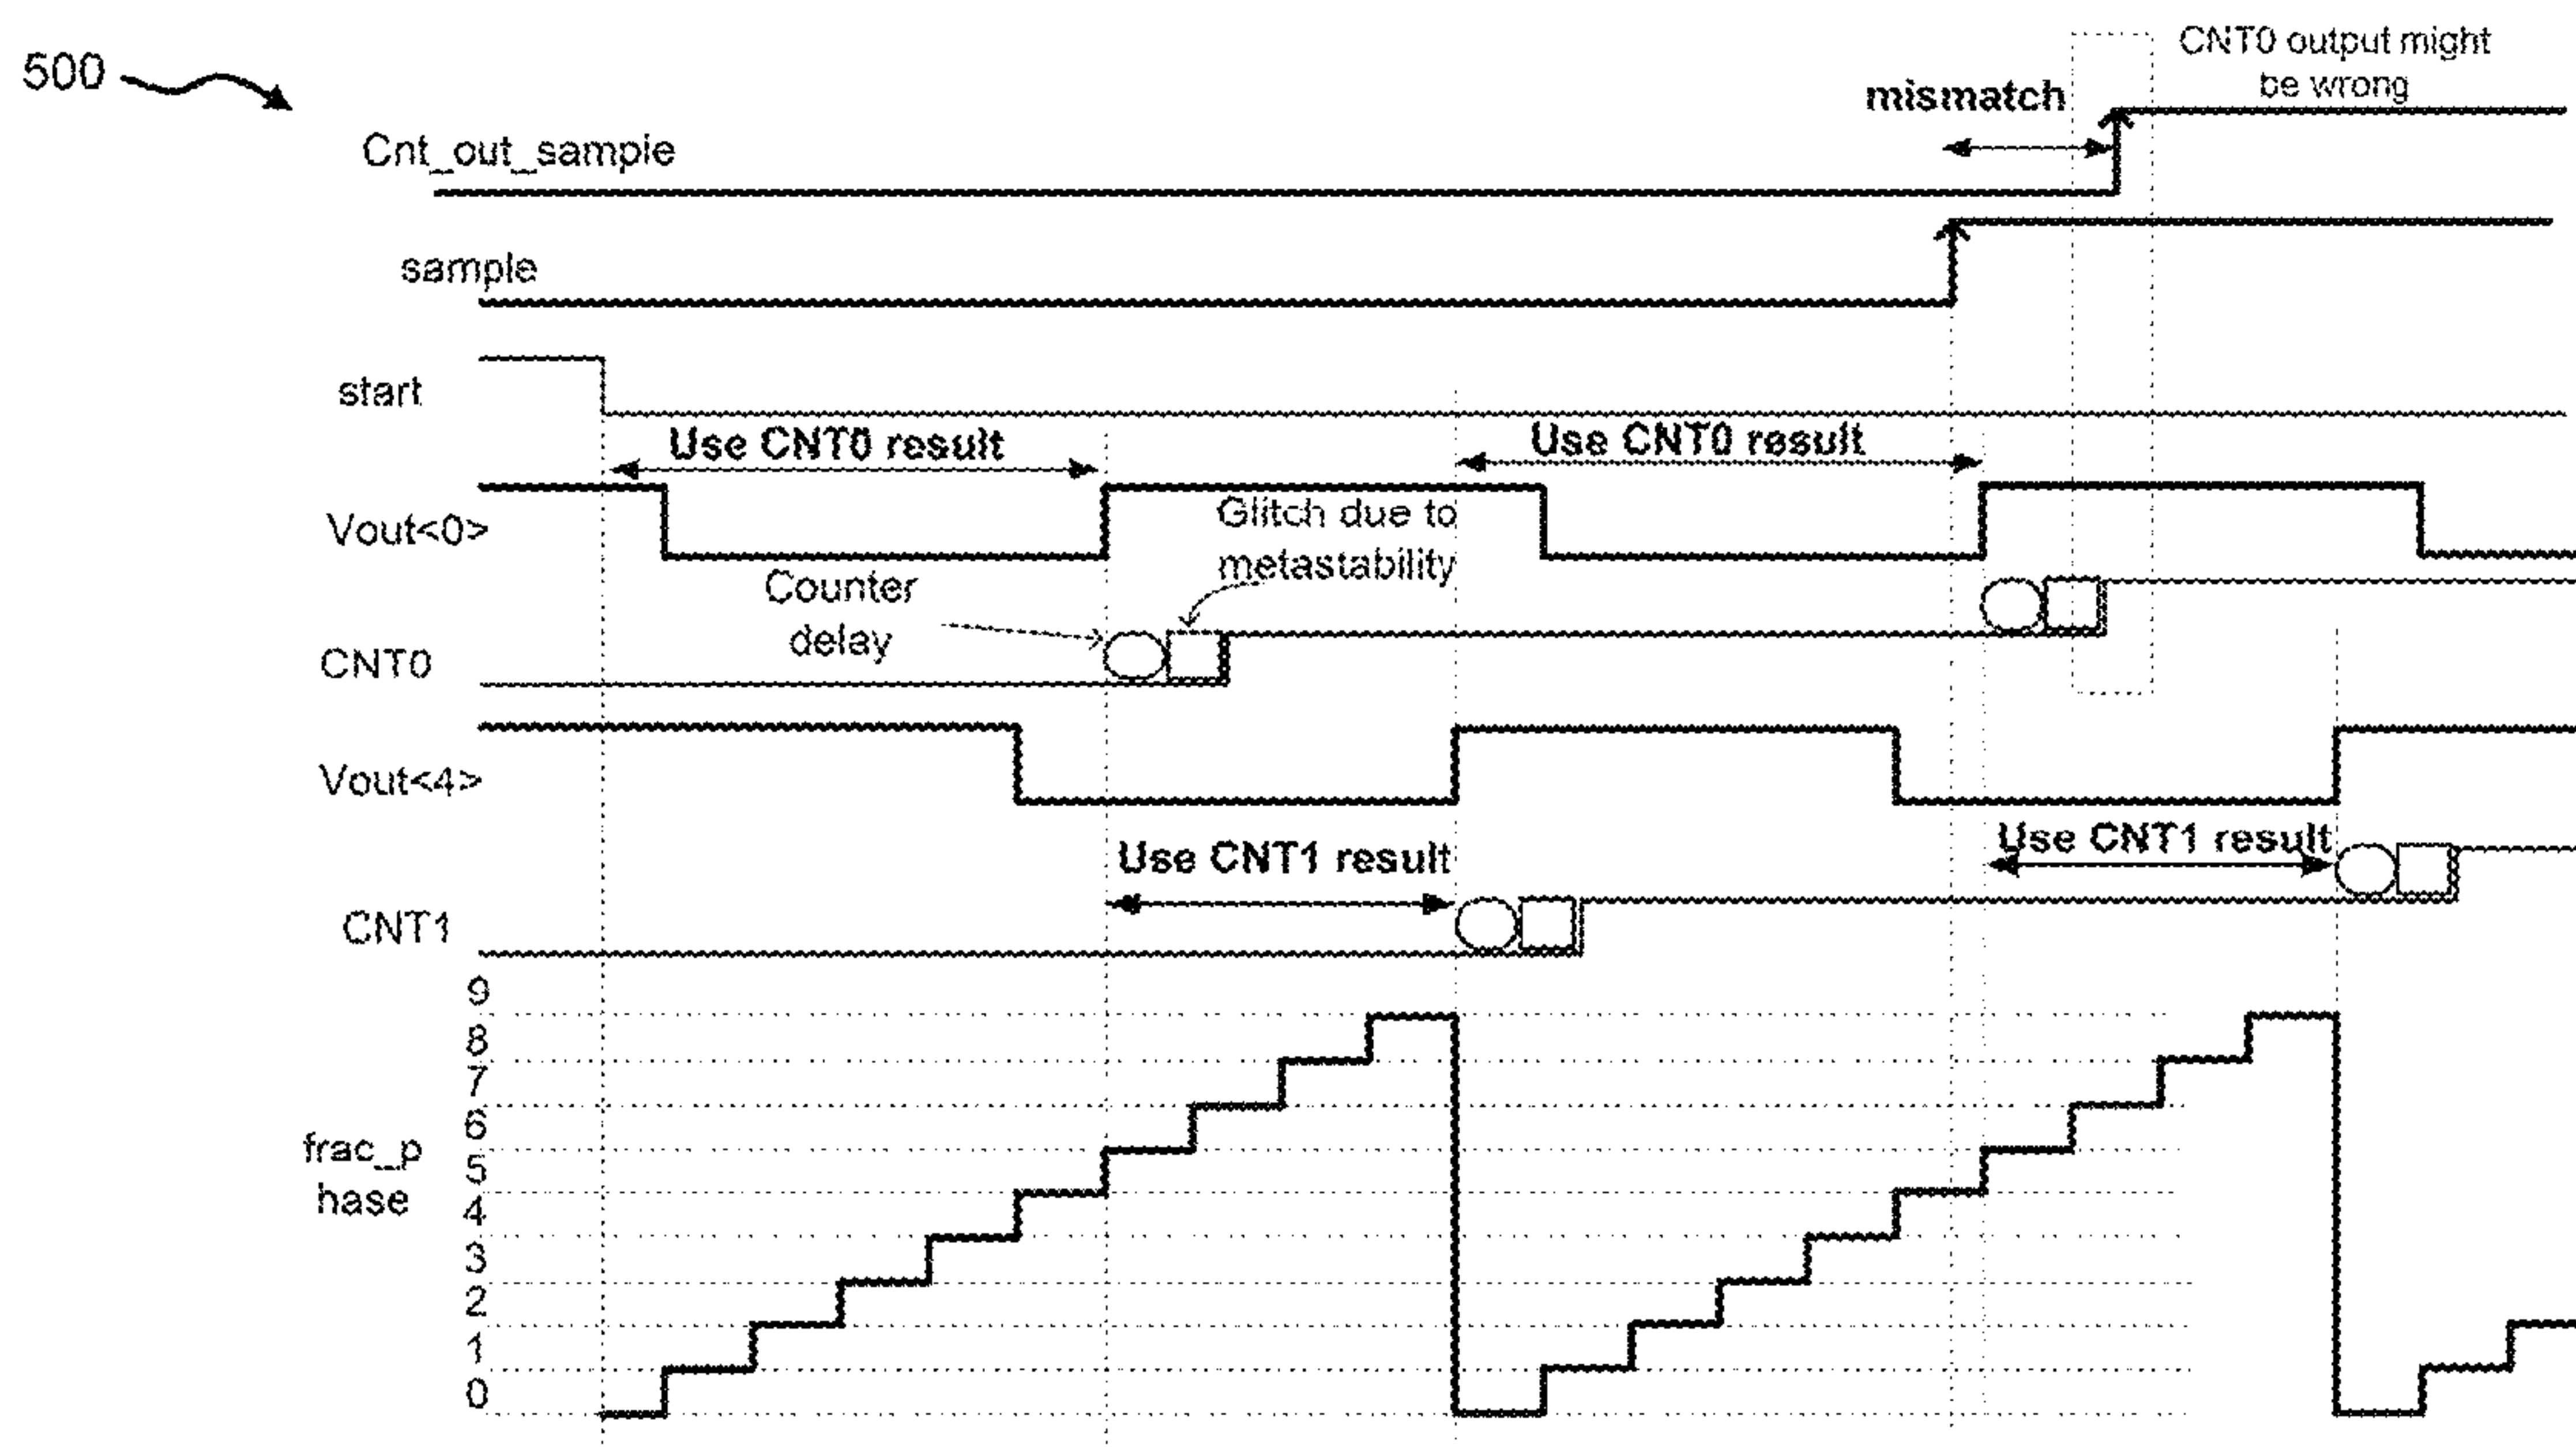 500
CNT0 output might
be wrong
mismatch
Cnt_out_sample
sample
start
Use CNT0 result
Use CNT0 result
Vout<0>
Glitch due to
metastability
Counter
delay
CNT0
Vout<4>
Use CNT1 result
Use CNT1 result
CNT1
9
8
7
6
5
4
3
2
1
0
frac_p
hase